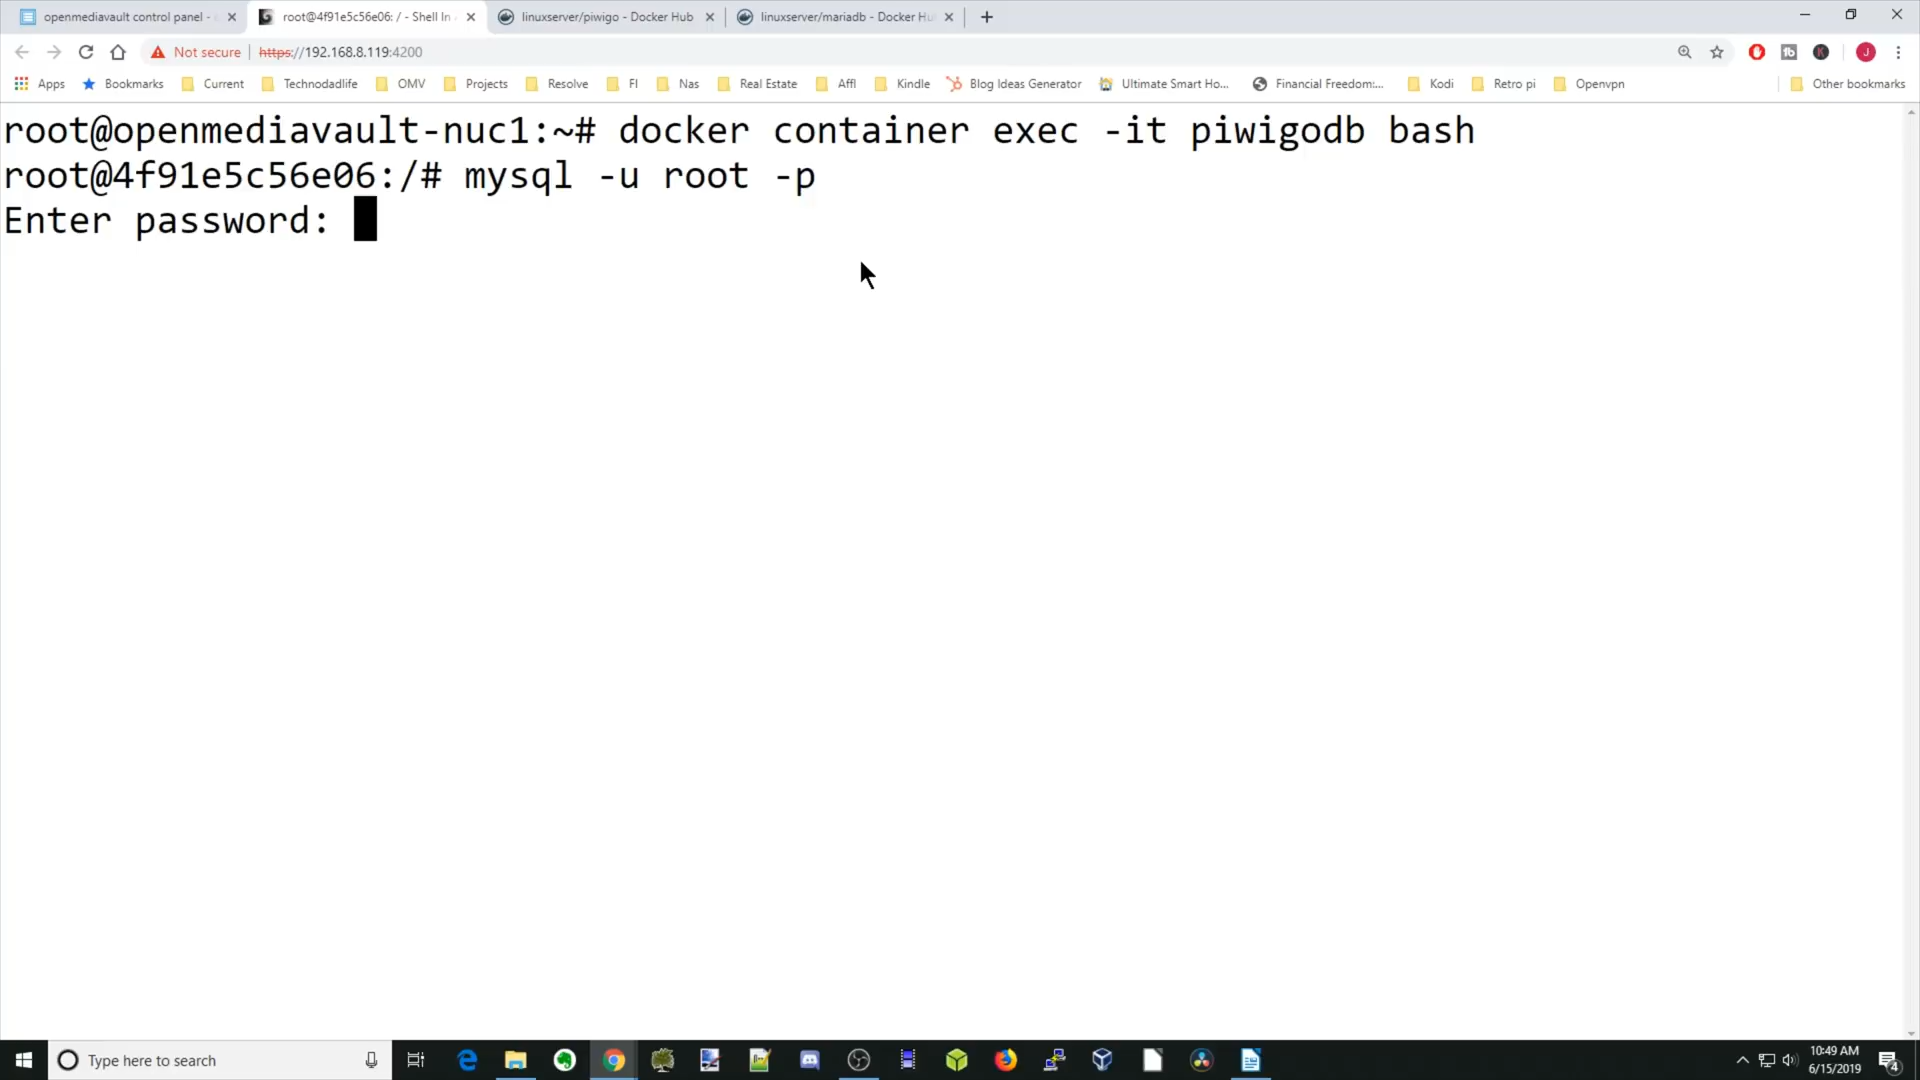 openmediavault control panel -
root@4f91e5c56e06: / - Shell In
linuxserver/piwigo - Docker Hub
linuxserver/mariadb - Docker Hu
Not secure
https://192.168.8.119:4200
Apps
Bookmarks
Current
Technodadlife
OMV
Projects
Resolve
FI
Nas
Real Estate
Affl
Kindle
Blog Ideas Generator
Ultimate Smart Ho...
Financial Freedom:...
Kodi
Retro pi
Openvpn
Other bookmarks
root@openmediavault-nuc1:~# docker container exec -it piwigodb bash
root@4f91e5c56e06:/# mysql -u root -p
Enter password:
Type here to search
10:49 AM
6/15/2019
4